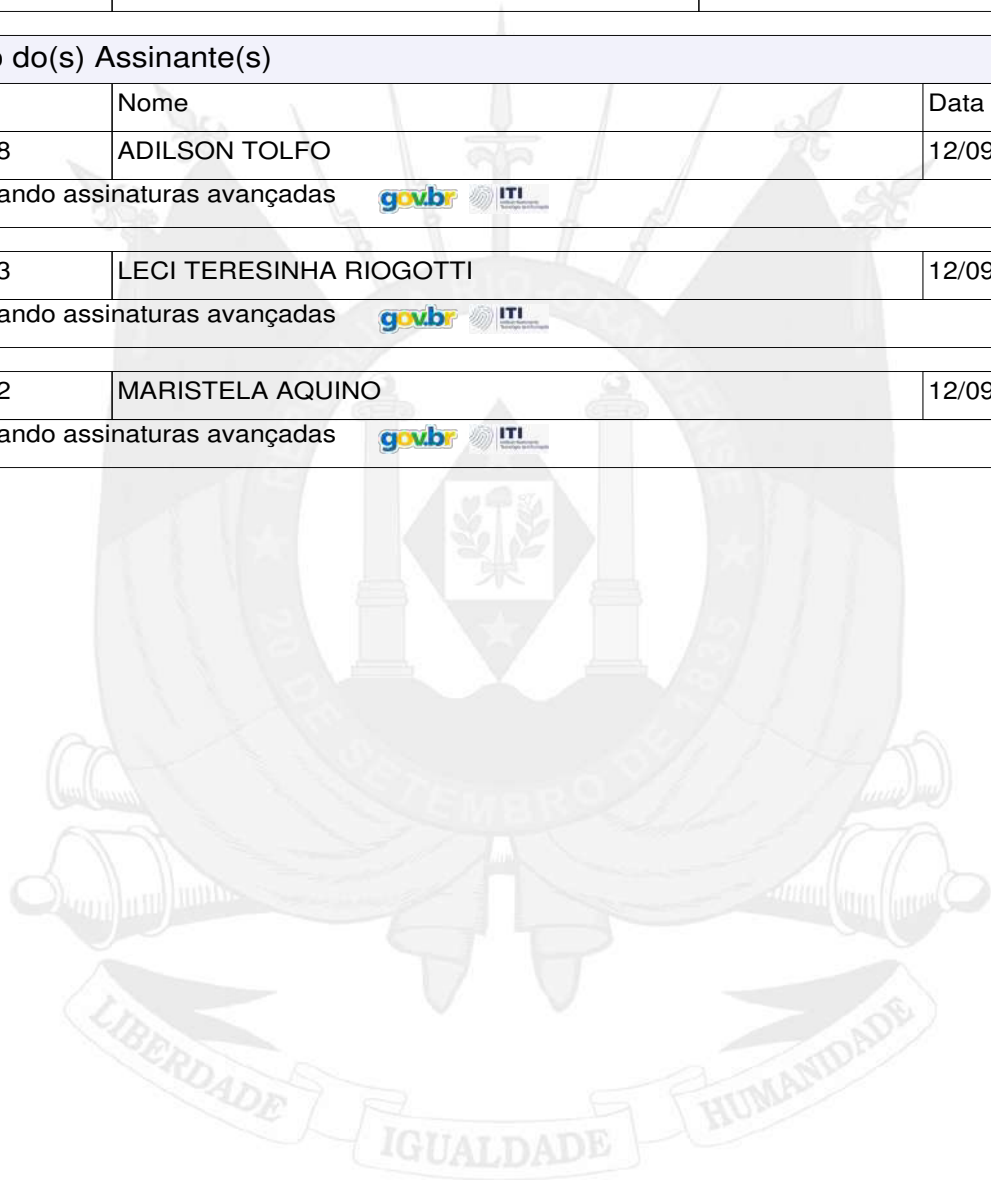 o do(s) Assinante(s)
Nome Data
8 ADILSON TOLFO 12/09
ando assinaturas avançadas gov.br ITI
3 LECI TERESINHA RIOGOTTI 12/09
ando assinaturas avançadas gov.br ITI
2 MARISTELA AQUINO 12/09
ando assinaturas avançadas gov.br ITI
20 DE SETEMBRO DE 1835
LIBERDADE IGUALDADE HUMANIDADE